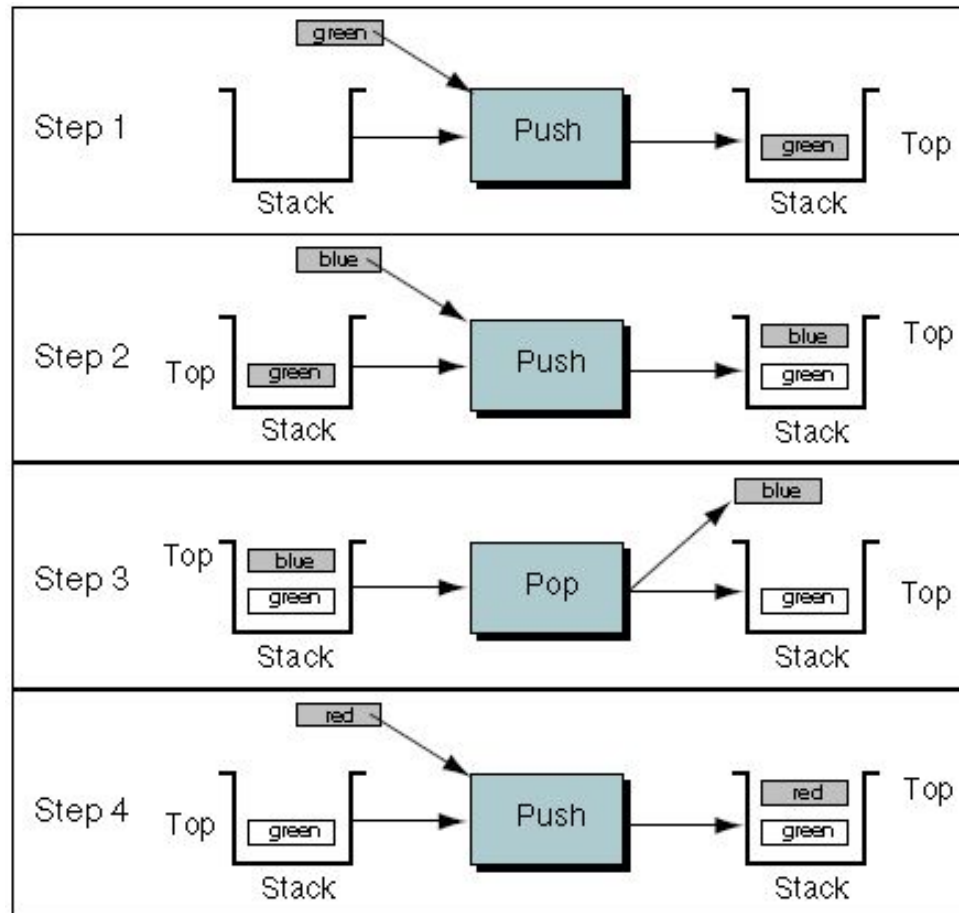 green
Step 1
Push
green
Top
Stack
Stack
blue
Step 2
Top
green
Push
blue
green
Top
Stack
Stack
blue
Step 3
Top
blue
green
Pop
green
Top
Stack
Stack
red
Step 4
Top
green
Push
red
green
Top
Stack
Stack